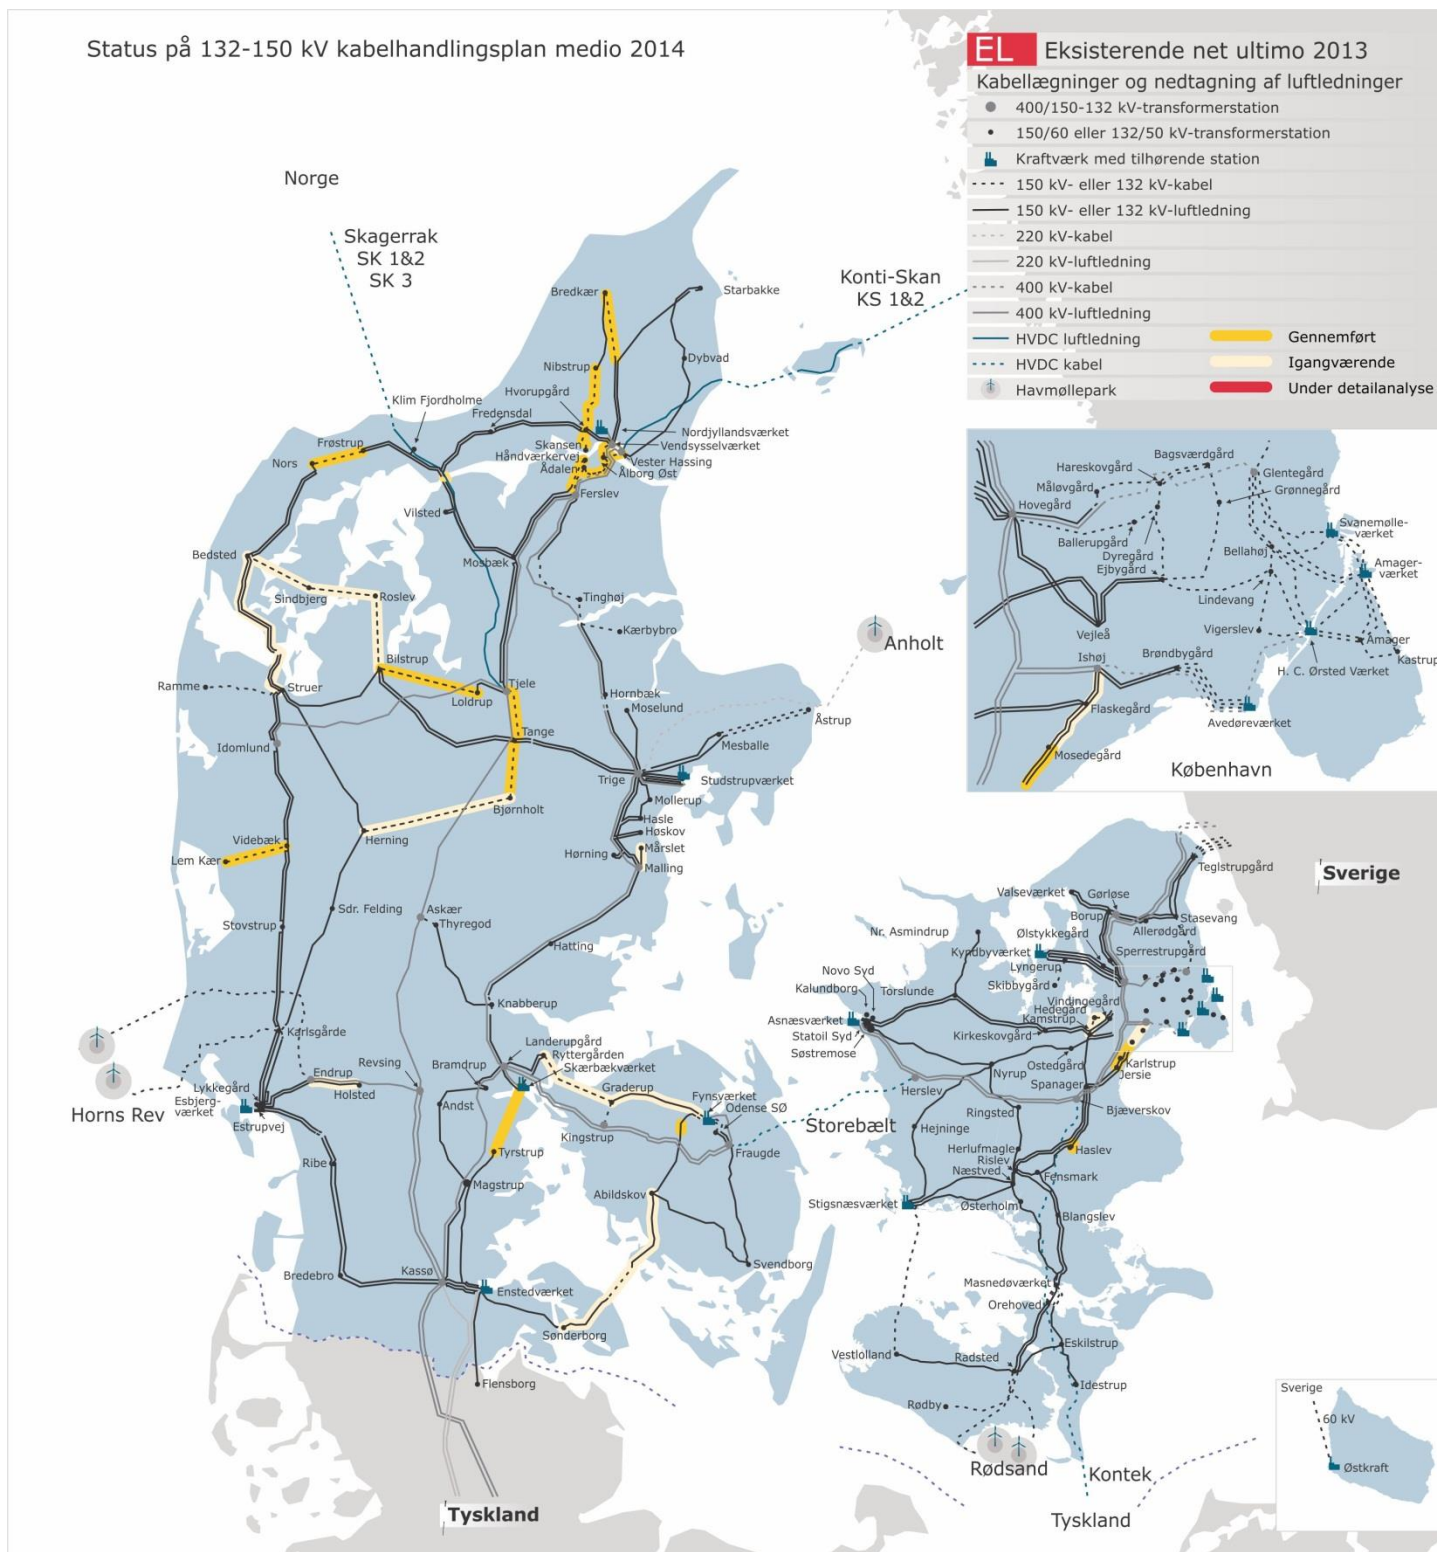 Status på 132-150 kV kabelhandlingsplan medio 2014
EL Eksisterende net ultimo 2013
Kabellægninger og nedtagning af luftledninger
400/150-132 kV-transformerstation
150/60 eller 132/50 kV-transformerstation
Kraftværk med tilhørende station
150 kV- eller 132 kV-kabel
150 kV- eller 132 kV-luftledning
220 kV-kabel
220 kV-luftledning
400 kV-kabel
400 kV-luftledning
HVDC luftledning
HVDC kabel
Havmøllepark
Gennemført
Igangværende
Under detailanalyse
Norge
Skagerrak
SK 1&2
SK 3
Konti-Skan
KS 1&2
Bredkær
Starbakke
Nibstrup
Dybvad
Hvorupgård
Klim Fjordholme
Fredensdal
Frøstrup
Nors
Skansen
Håndværkervej
Ådalen
Nordjyllandsværket
Vendsysselværket
Vester Hassing
Ålborg Øst
Ferslev
Vilsted
Bedsted
Mosbæk
Sindbjerg
Roslev
Tinghøj
Kærbybro
Bilstrup
Anholt
Ramme
Struer
Loldrup
Tjele
Hornbæk
Moselund
Åstrup
Idomlund
Tange
Mesballe
Trige
Studstrupværket
Bjørnholt
Mollerup
Hasle
Høskov
Videbæk
Herning
Hørning
Mårslet
Malling
Lem Kær
Stovstrup
Sdr. Felding
Askær
Thyregod
Hatting
Knabberup
Karlsgårde
Landerupgård
Ryttergården
Skærbækværket
Revsing
Bramdrup
Endrup
Holsted
Lykkegård
Esbjerg-
værket
Estrupvej
Horns Rev
Andst
Graderup
Fynsværket
Odense SØ
Kingstrup
Fraugde
Storebælt
Ribe
Tyrstrup
Magstrup
Abildskov
Svendborg
Bredebro
Kassø
Enstedværket
Sønderborg
Flensborg
Tyskland
Bagsværdgård
Hareskovgård
Glentegård
Måløvgård
Grønnegård
Hovegård
Svanemølle-
værket
Ballerupgård
Dyregård
Bellahøj
Ejbygård
Amager-
værket
Lindevang
Vejleå
Vigerslev
Amager
Kastrup
Ishøj
Brøndbygård
H. C. Ørsted Værket
Flaskegård
Avedøreværket
Mosedegård
København
Sverige
Teglstrupgård
Valseværket
Gørløse
Borup
Stasevang
Allerødgård
Ølstykkegård
Nr. Asmindrup
Kyndbyværket
Sperrestrupgård
Lyngerup
Novo Syd
Skibbygård
Kalundborg
Torslunde
Vindingegård
Hedegård
Kamstrup
Asnæsværket
Statoil Syd
Kirkeskovgård
Søstremose
Ostedgård
Karlstrup
Jersie
Nyrup
Spanager
Herslev
Ringsted
Bjæverskov
Hejninge
Herlufmagle
Haslev
Rislev
Næstved
Fensmark
Stigsnæsværket
Østerholm
Blangslev
Masnedøværket
Orehoved
Eskilstrup
Vestlolland
Radsted
Idestrup
Rødby
Rødsand
Kontek
Tyskland
Sverige
60 kV
Østkraft